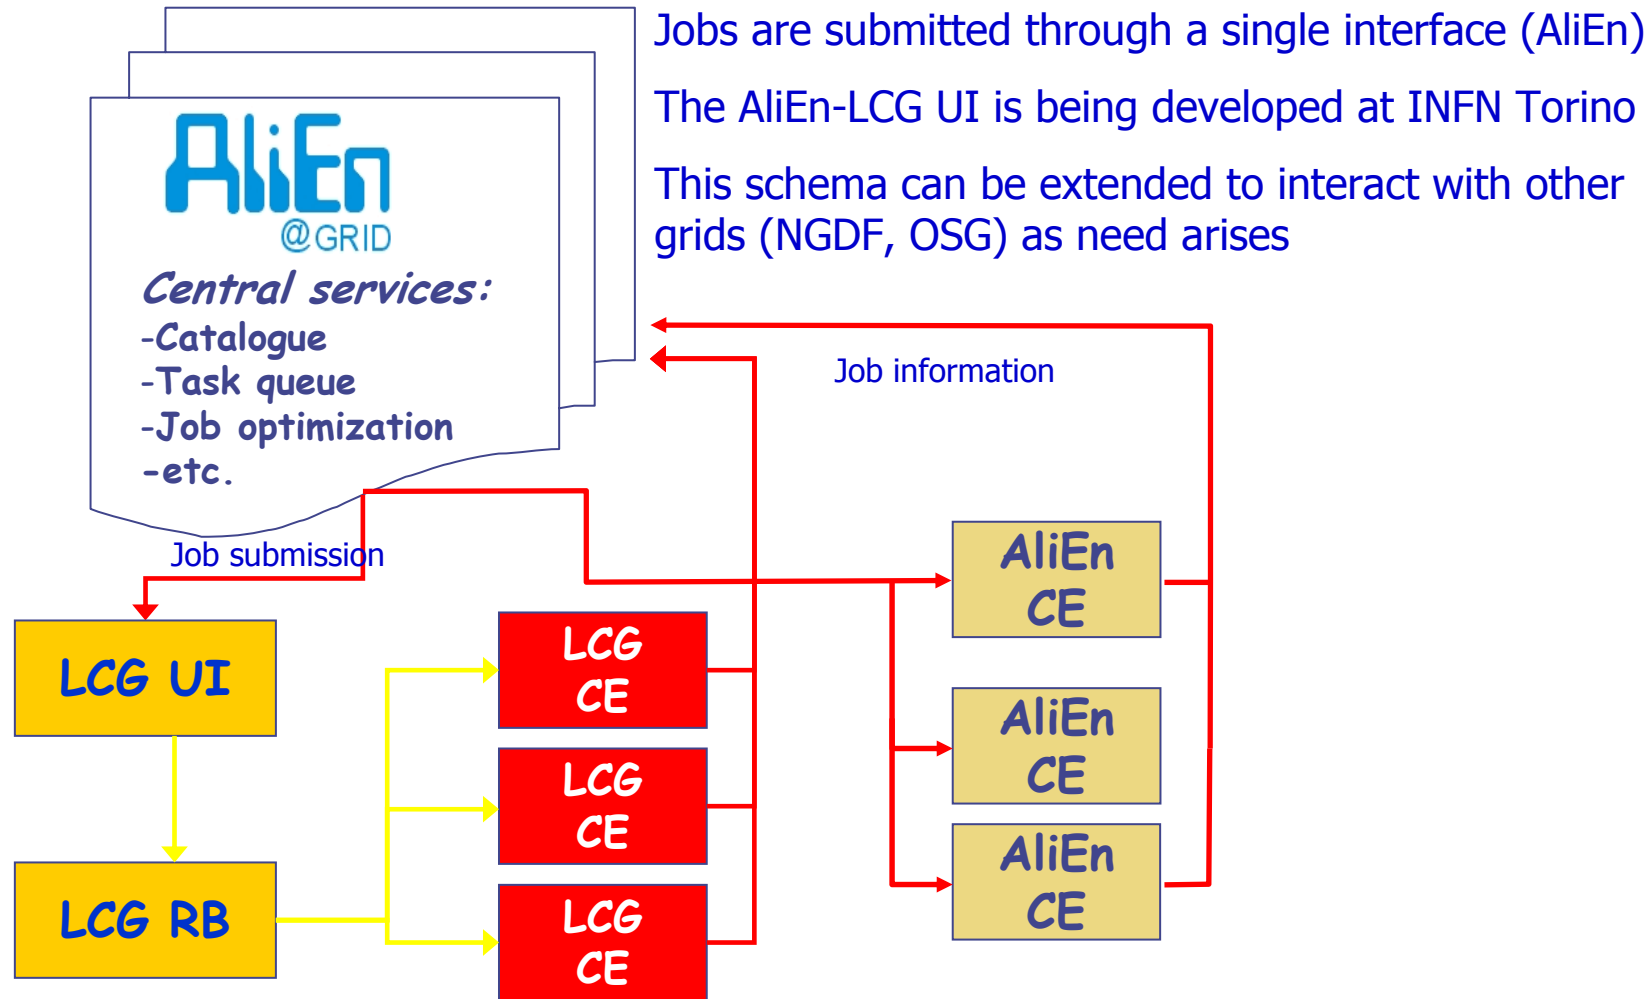 Jobs are submitted through a single interface (AliEn)
The AliEn-LCG UI is being developed at INFN Torino
This schema can be extended to interact with other
grids (NGDF, OSG) as need arises
AliEn
@GRID
Central services:
-Catalogue
-Task queue
-Job optimization
-etc.
Job information
Job submission
LCG UI
LCG RB
LCG
CE
LCG
CE
LCG
CE
AliEn
CE
AliEn
CE
AliEn
CE